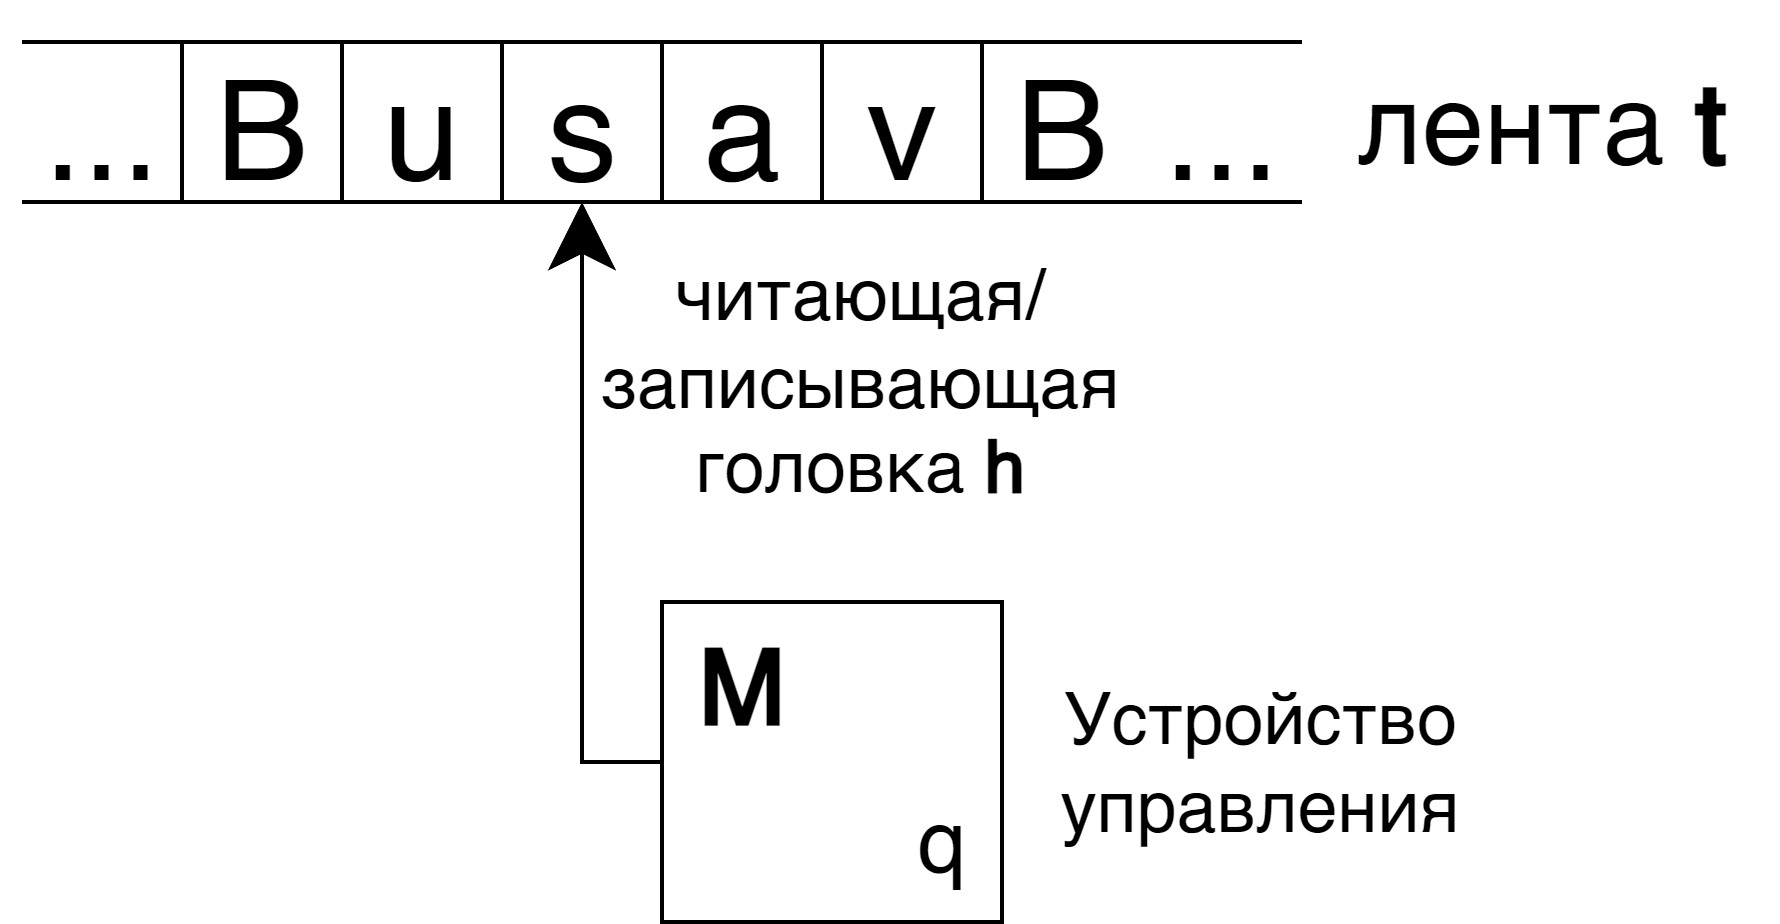 ... B u s a v B ... лента t
читающая/
записывающая
головка h
M
q
Устройство
управления